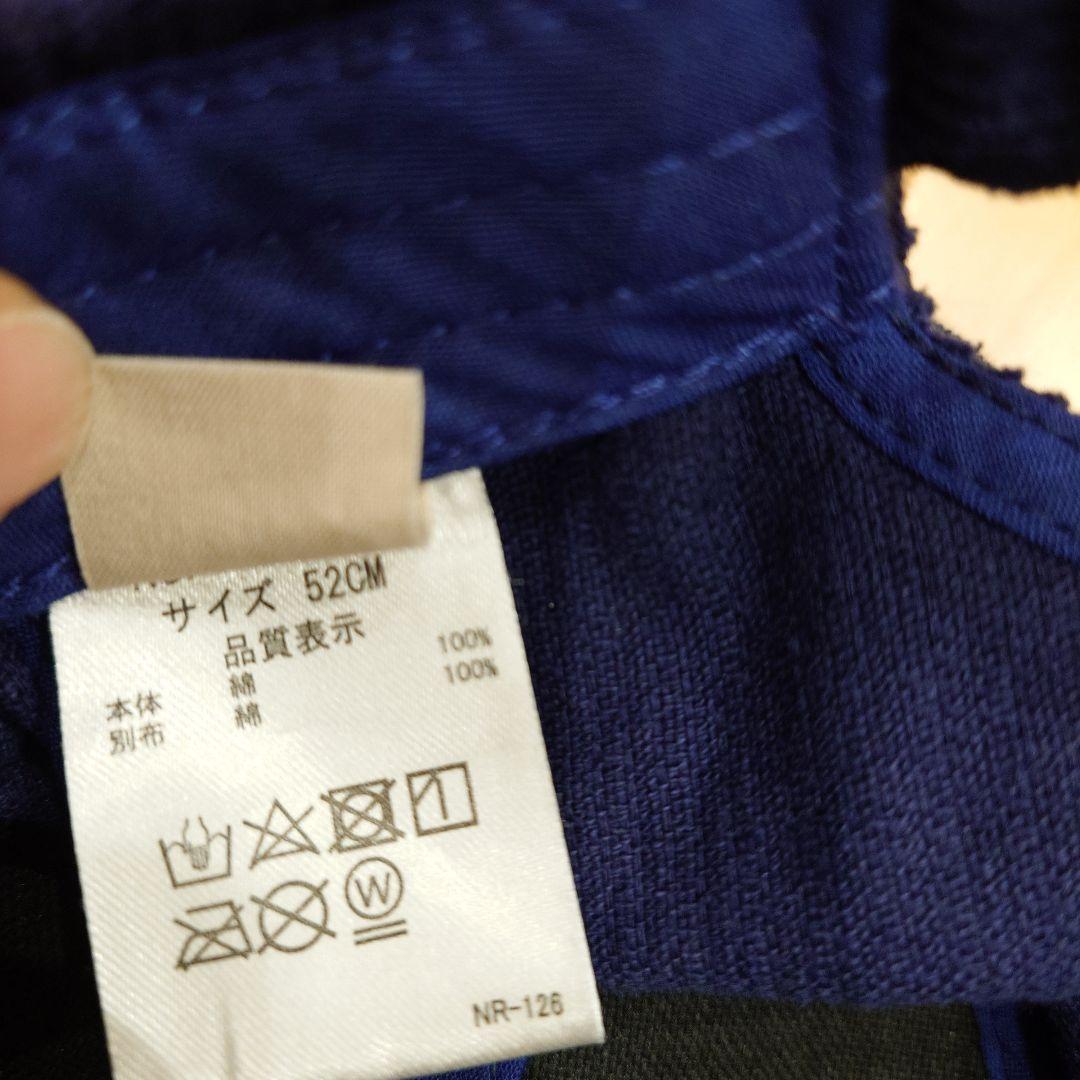 サイズ 52CM
品質表示
本体 綿 100%
別布 綿 100%
W
NR-126